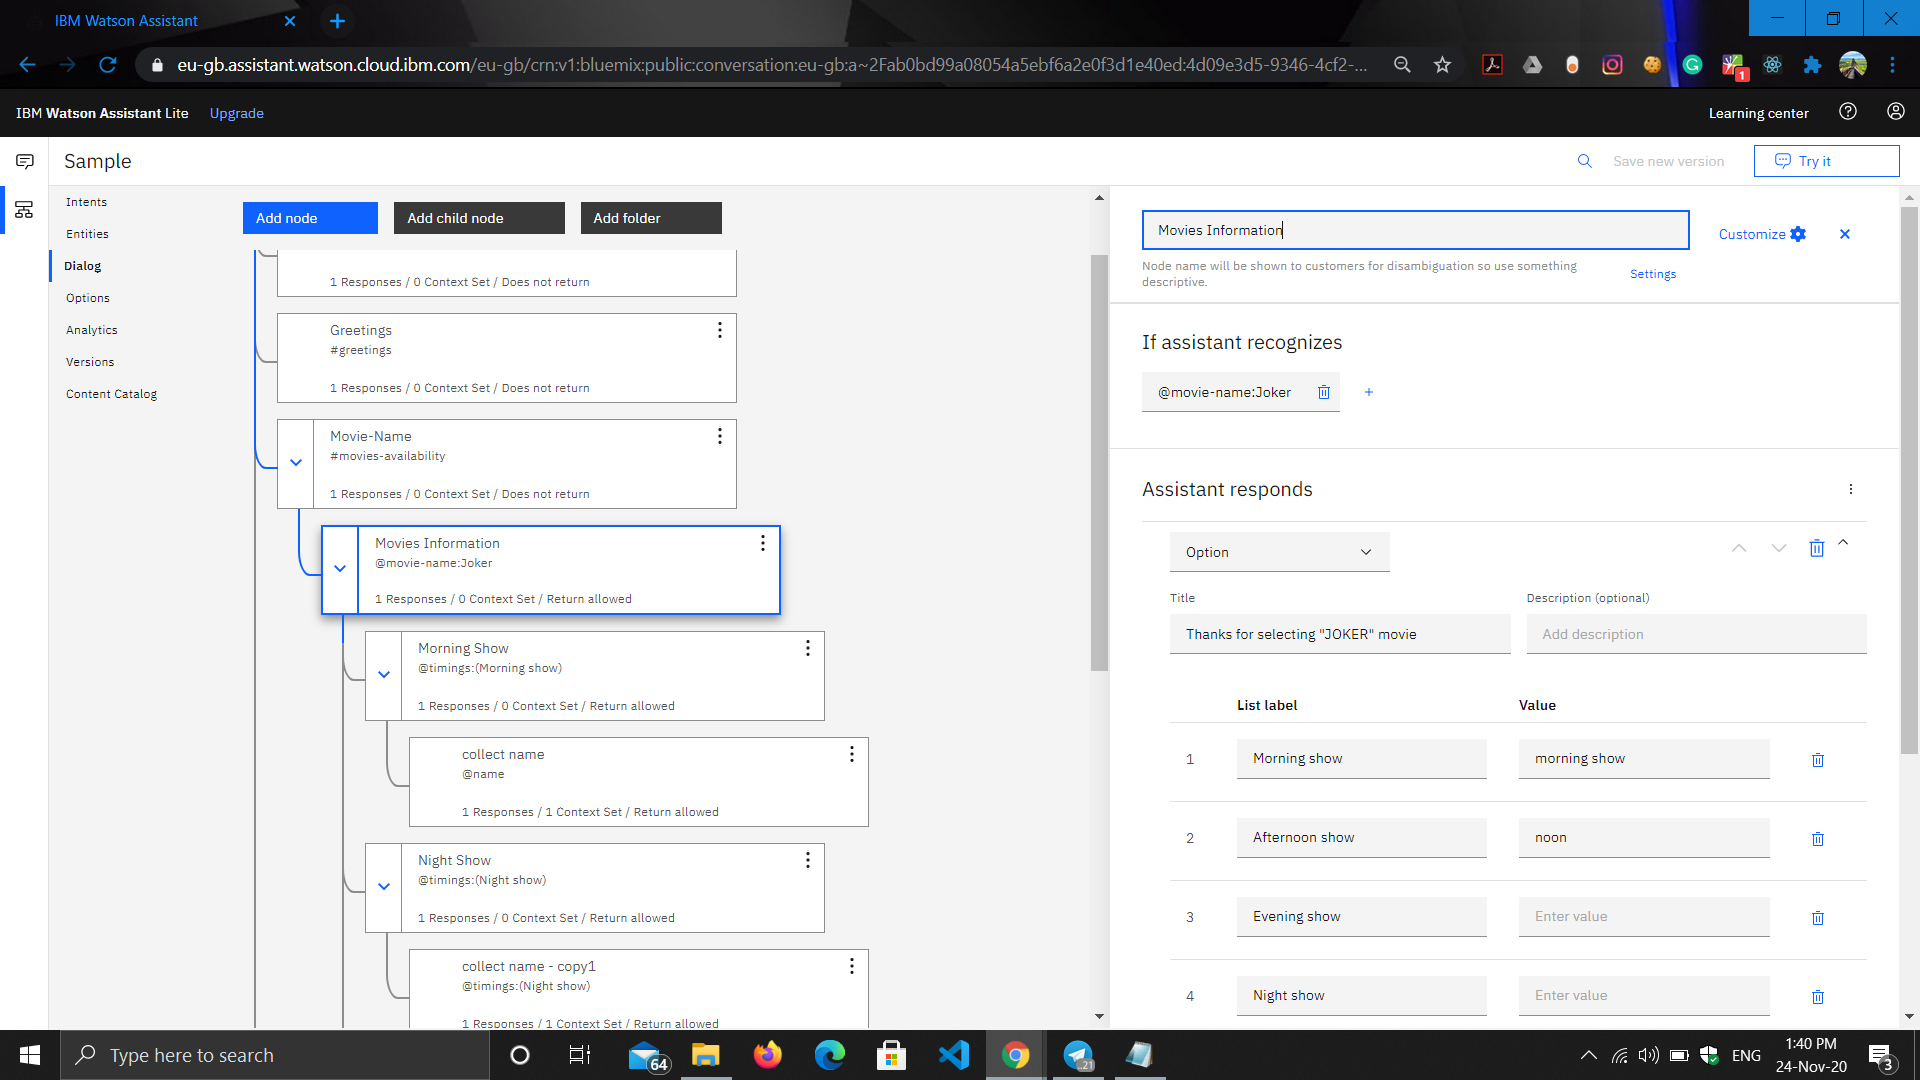 IBM Watson Assistant
eu-gb.assistant.watson.cloud.ibm.com/eu-gb/crn:v1:bluemix:public:conversation:eu-gb:a~2Fab0bd99a08054a5ebf6a2e0f3d1e40ed:4d09e3d5-9346-4cf2-...
1
IBM Watson Assistant Lite Upgrade
Learning center
Sample
Save new version
Try it
Intents
Entities
Dialog
Options
Analytics
Versions
Content Catalog
Add node
Add child node
Add folder
1 Responses / 0 Context Set / Does not return
Greetings
#greetings
1 Responses / 0 Context Set / Does not return
Movie-Name
#movies-availability
1 Responses / 0 Context Set / Does not return
Movies Information
@movie-name:Joker
1 Responses / 0 Context Set / Return allowed
Morning Show
@timings:(Morning show)
1 Responses / 0 Context Set / Return allowed
collect name
@name
1 Responses / 1 Context Set / Return allowed
Night Show
@timings:(Night show)
1 Responses / 0 Context Set / Return allowed
collect name - copy1
@timings:(Night show)
1 Responses / 1 Context Set / Return allowed
Movies Information
Customize
Node name will be shown to customers for disambiguation so use something
descriptive.
Settings
If assistant recognizes
@movie-name:Joker
Assistant responds
Option
Title
Description (optional)
Thanks for selecting "JOKER" movie
Add description
List label
Value
1 Morning show morning show
2 Afternoon show noon
3 Evening show Enter value
4 Night show Enter value
Type here to search
64
21
ENG
1:40 PM
24-Nov-20
3